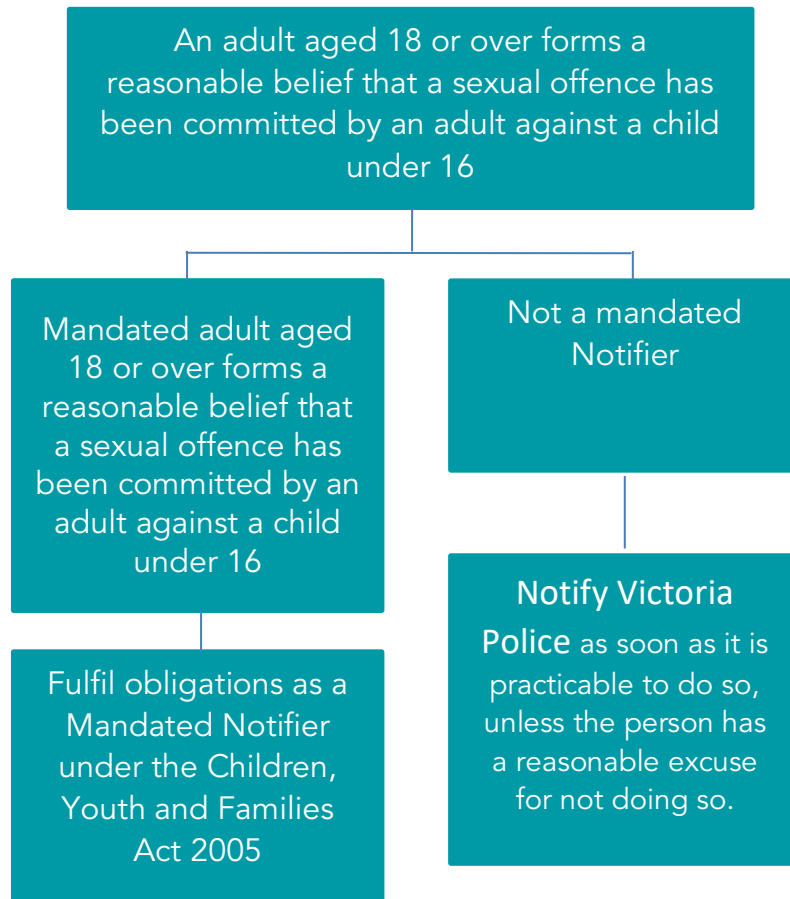 An adult aged 18 or over forms a
reasonable belief that a sexual offence has
been committed by an adult against a child
under 16
Mandated adult aged
18 or over forms a
reasonable belief that
a sexual offence has
been committed by an
adult against a child
under 16
Fulfil obligations as a
Mandated Notifier
under the Children,
Youth and Families
Act 2005
Not a mandated
Notifier
Notify Victoria
Police as soon as it is
practicable to do so,
unless the person has
a reasonable excuse
for not doing so.